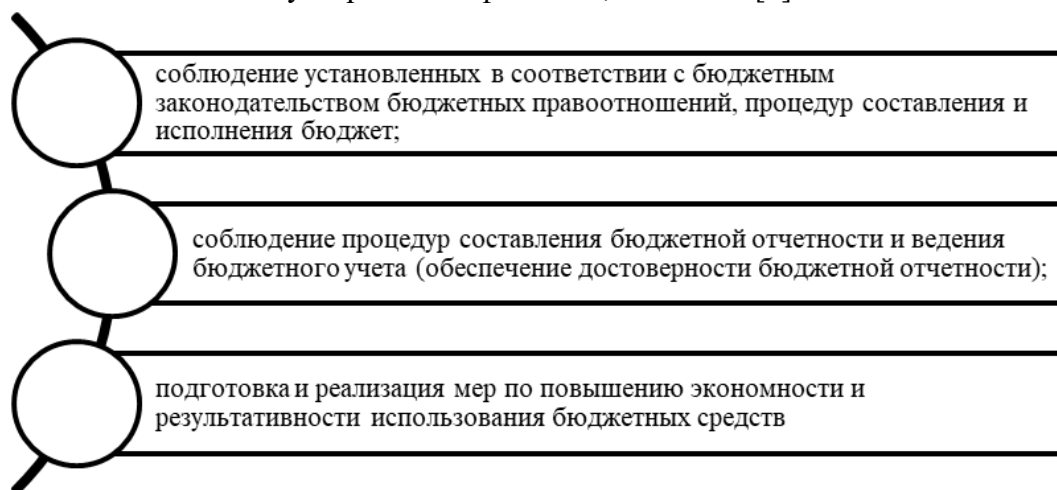 соблюдение установленных в соответствии с бюджетным
законодательством бюджетных правоотношений, процедур составления и
исполнения бюджет;
соблюдение процедур составления бюджетной отчетности и ведения
бюджетного учета (обеспечение достоверности бюджетной отчетности);
подготовка и реализация мер по повышению экономности и
результативности использования бюджетных средств